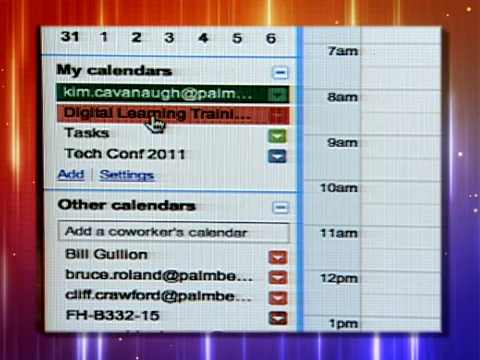 31 1 2 3 4 5 6
My calendars
kim.cavanaugh@palm...
Digital Learning Traini...
Tasks
Tech Conf 2011
Add Settings
Other calendars
Add a coworker's calendar
Bill Gullion
bruce.roland@palmbe...
cliff.crawford@palmbe...
FH-B332-15
7am
8am
9am
10am
11am
12pm
1pm